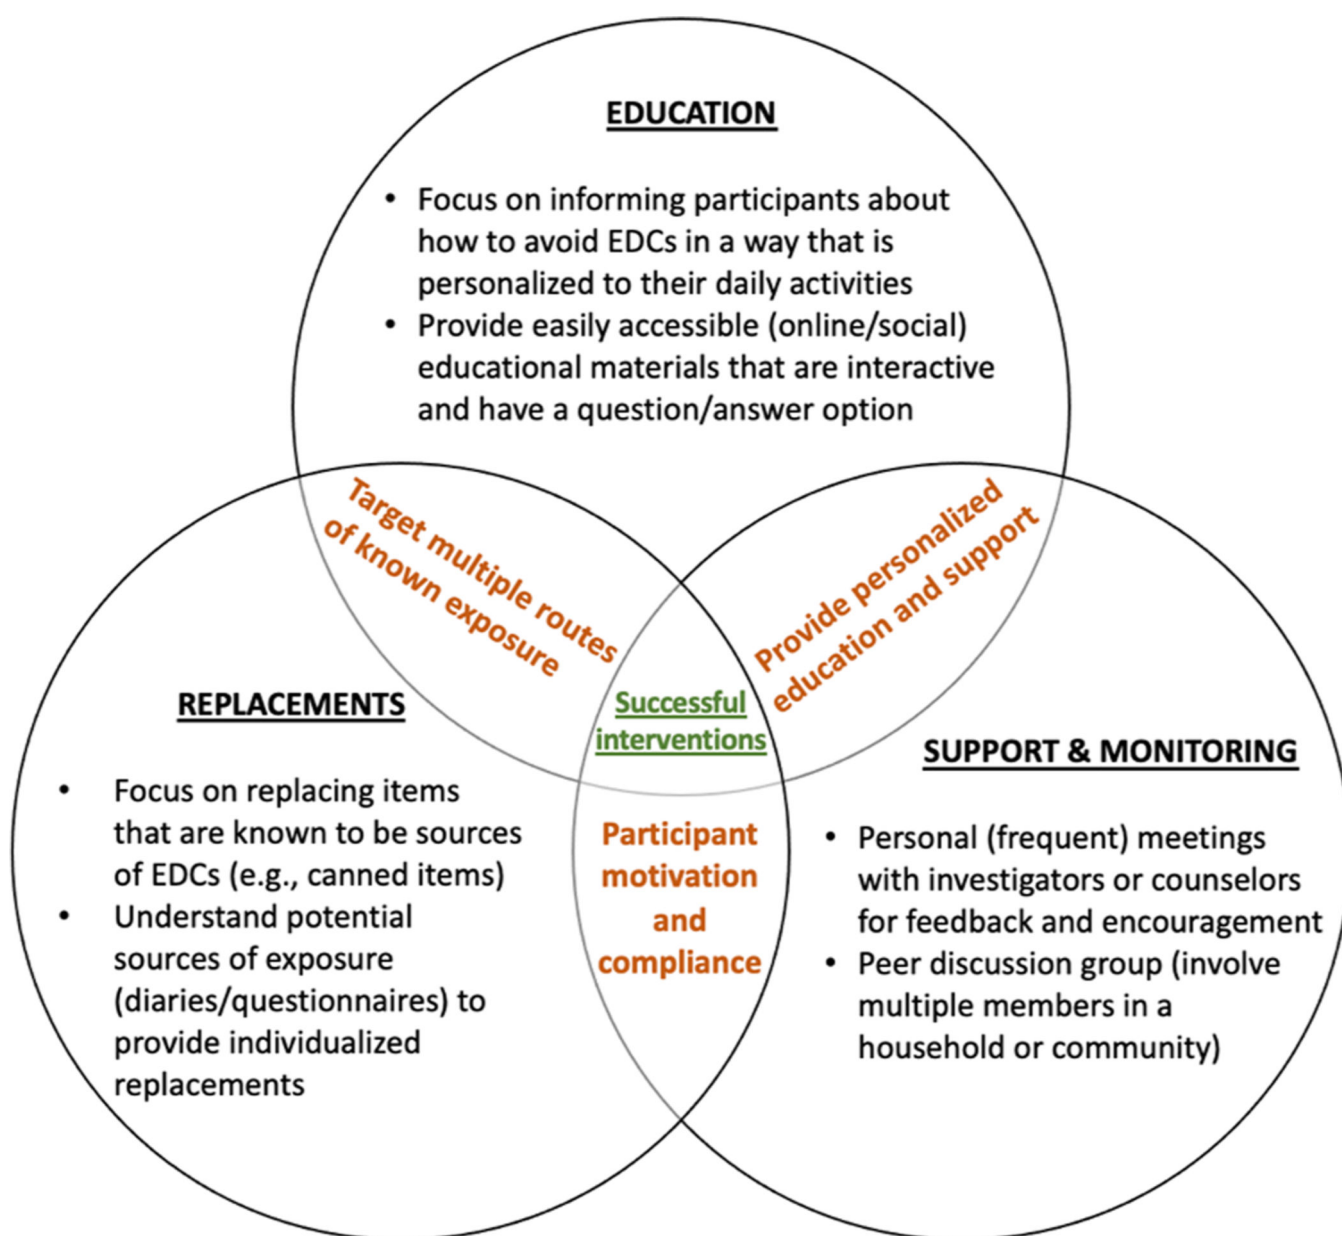 EDUCATION
• Focus on informing participants about
how to avoid EDCs in a way that is
personalized to their daily activities
• Provide easily accessible (online/social)
educational materials that are interactive
and have a question/answer option
Target multiple routes
of known exposure
Provide personalized
education and support
Successful
interventions
REPLACEMENTS
• Focus on replacing items
that are known to be sources
of EDCs (e.g., canned items)
• Understand potential
sources of exposure
(diaries/questionnaires) to
provide individualized
replacements
Participant
motivation
and
compliance
SUPPORT & MONITORING
• Personal (frequent) meetings
with investigators or counselors
for feedback and encouragement
• Peer discussion group (involve
multiple members in a
household or community)